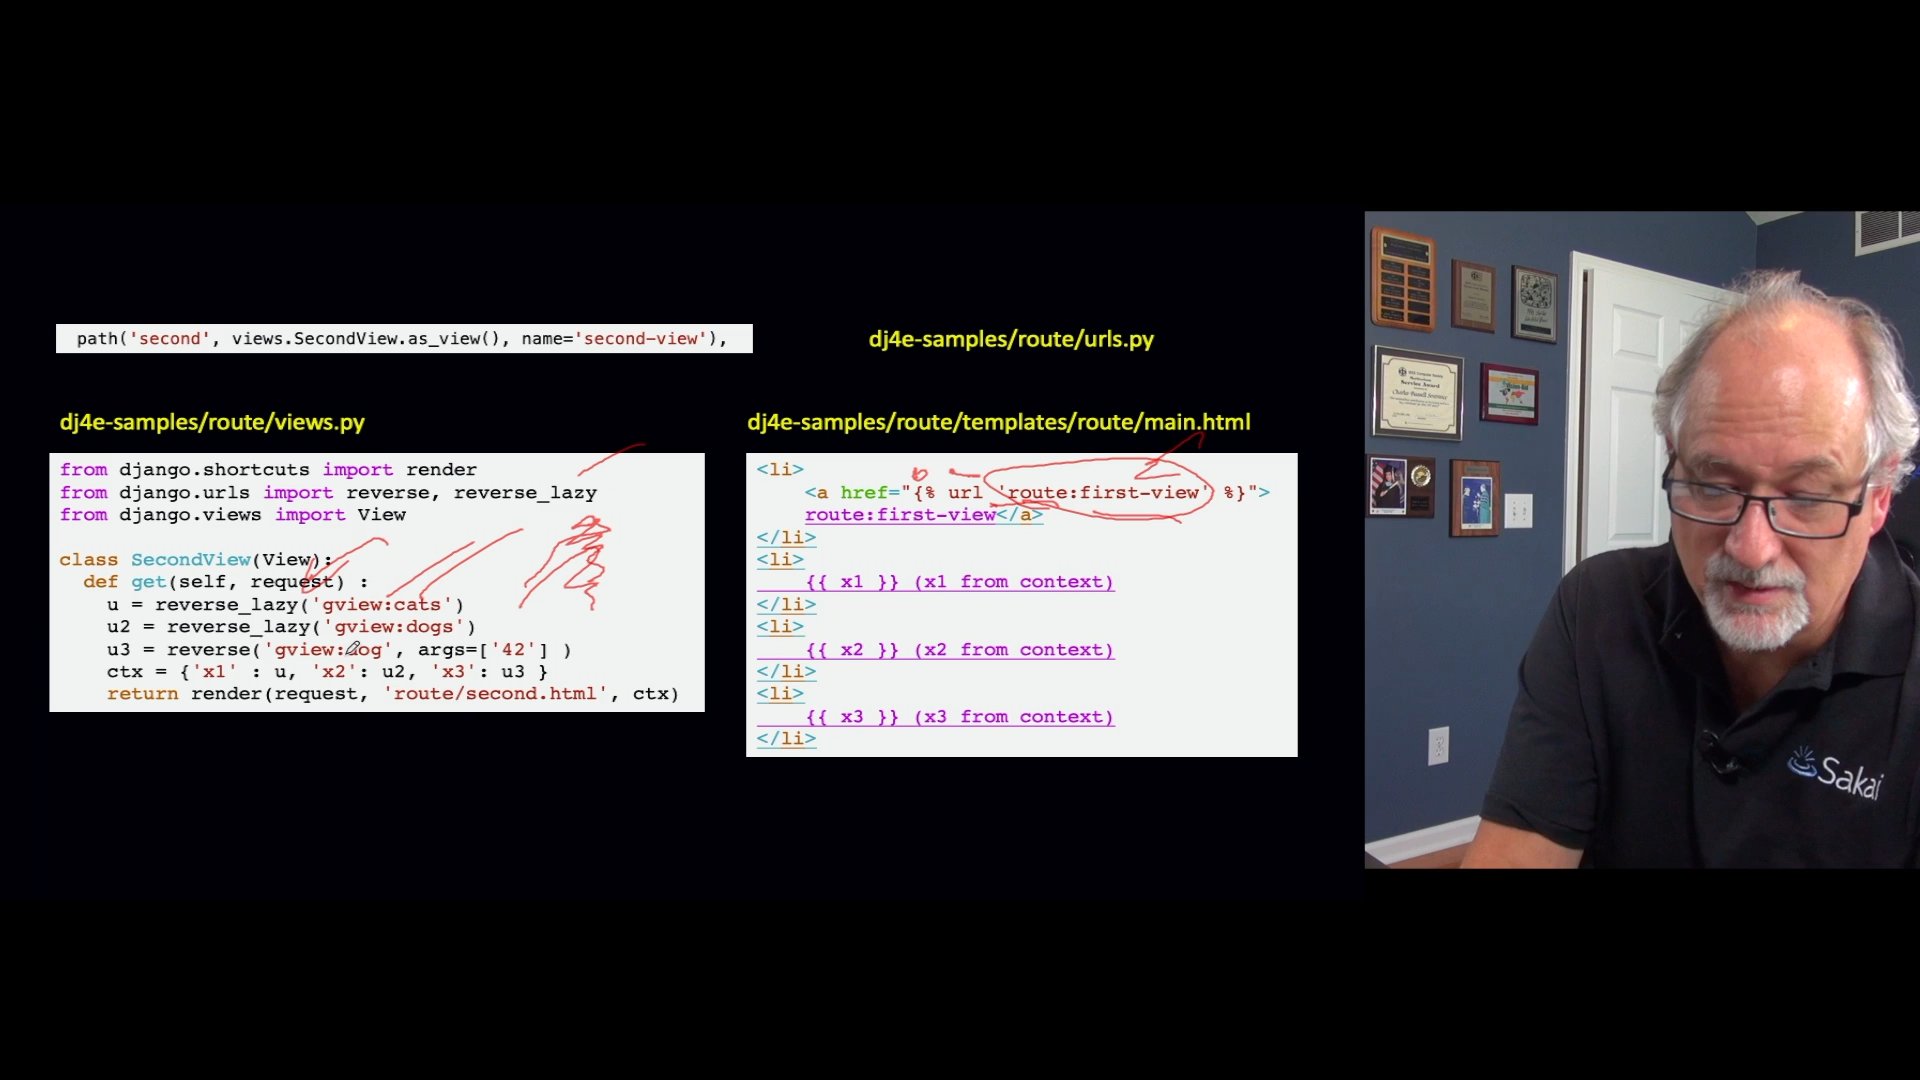 path('second', views.SecondView.as_view(), name='second-view'),
dj4e-samples/route/urls.py
dj4e-samples/route/views.py
from django.shortcuts import render
from django.urls import reverse, reverse_lazy
from django.views import View
class SecondView(View):
def get(self, request) :
u = reverse_lazy('gview:cats')
u2 = reverse_lazy('gview:dogs')
u3 = reverse('gview:dog', args=['42'] )
ctx = {'x1' : u, 'x2': u2, 'x3': u3 }
return render(request, 'route/second.html', ctx)
dj4e-samples/route/templates/route/main.html
<li>
<a href="{% url 'route:first-view' %}">
route:first-view</a>
</li>
<li>
{{ x1 }} (x1 from context)
</li>
<li>
{{ x2 }} (x2 from context)
</li>
<li>
{{ x3 }} (x3 from context)
</li>
Service Award
Sakai